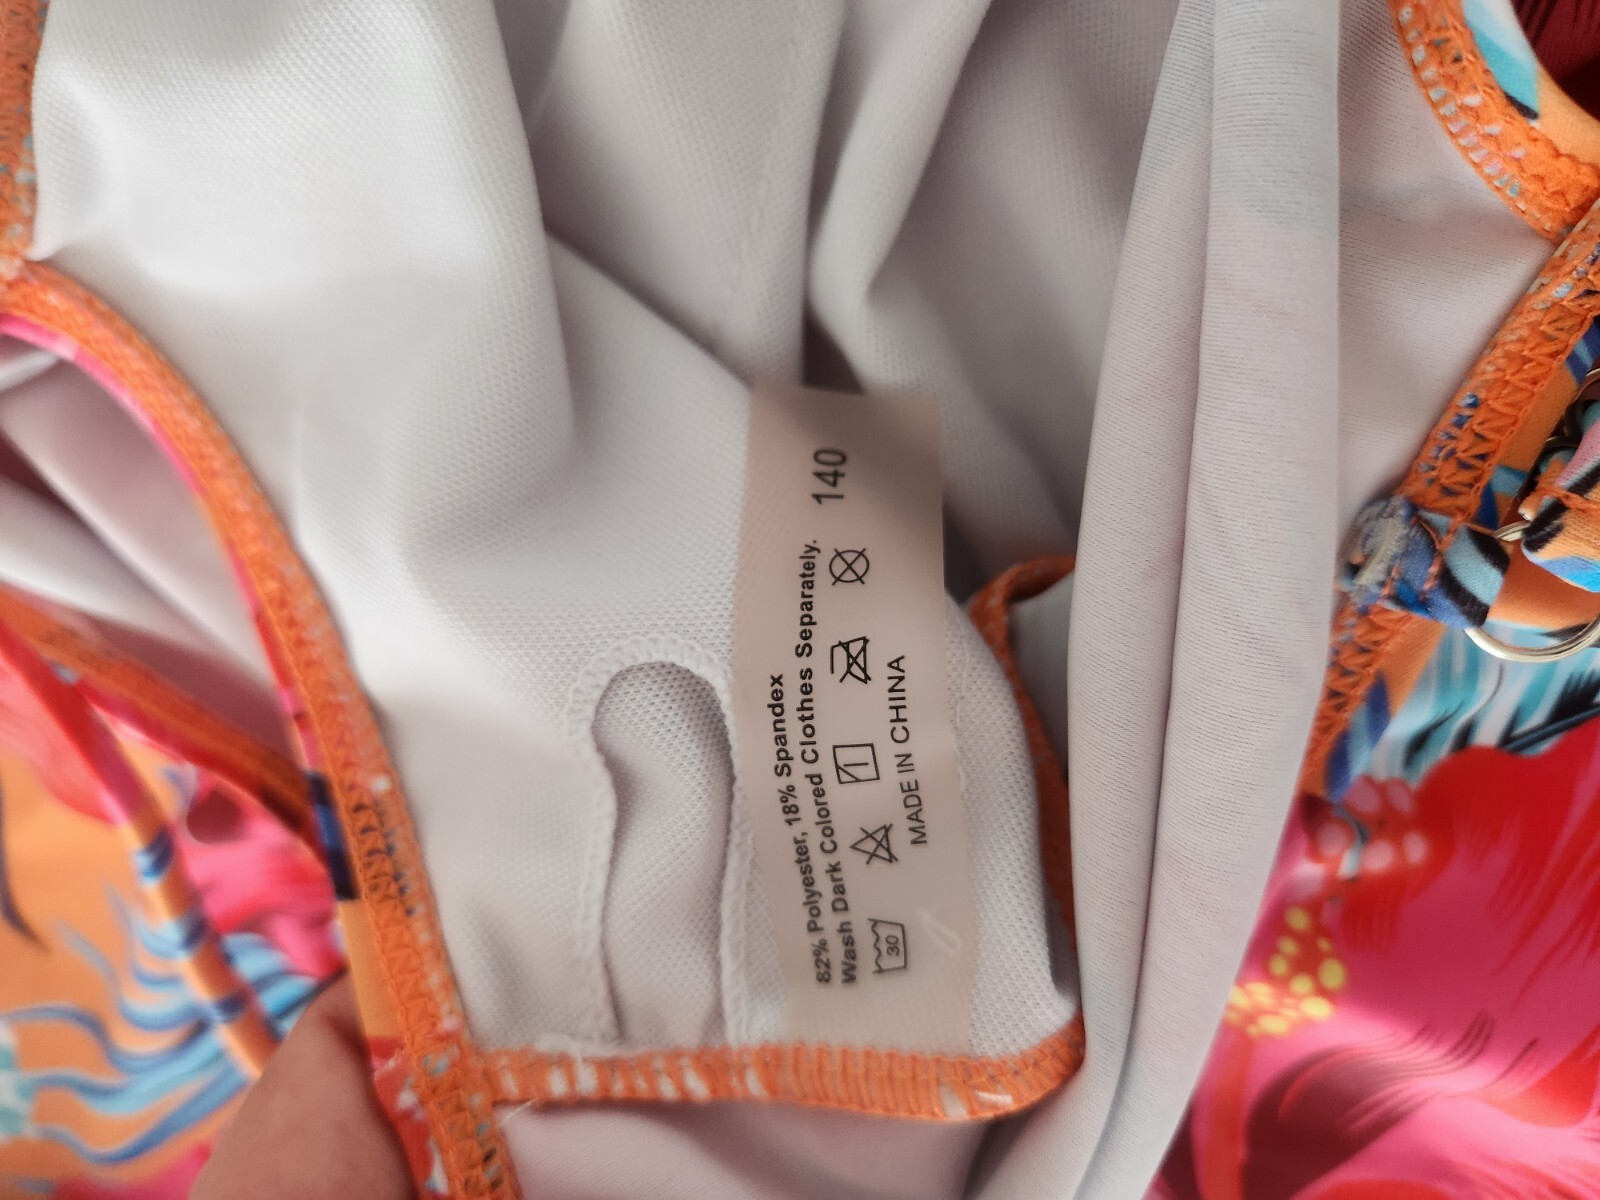 82% Polyester, 18% Spandex
Wash Dark Colored Clothes Separately.
30
MADE IN CHINA
140